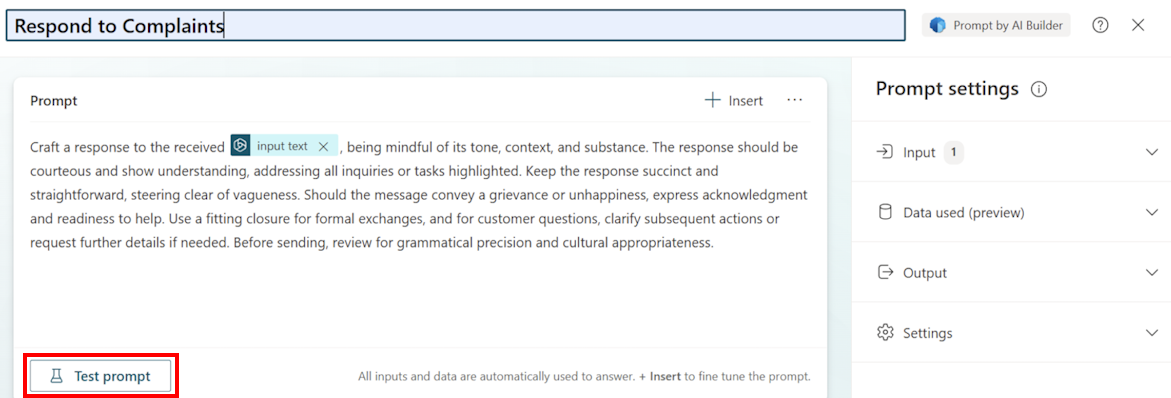 Respond to Complaints
Prompt by AI Builder
Prompt
Insert
Craft a response to the received input text , being mindful of its tone, context, and substance. The response should be
courteous and show understanding, addressing all inquiries or tasks highlighted. Keep the response succinct and
straightforward, steering clear of vagueness. Should the message convey a grievance or unhappiness, express acknowledgment
and readiness to help. Use a fitting closure for formal exchanges, and for customer questions, clarify subsequent actions or
request further details if needed. Before sending, review for grammatical precision and cultural appropriateness.
Test prompt
All inputs and data are automatically used to answer. + Insert to fine tune the prompt.
Prompt settings
Input 1
Data used (preview)
Output
Settings